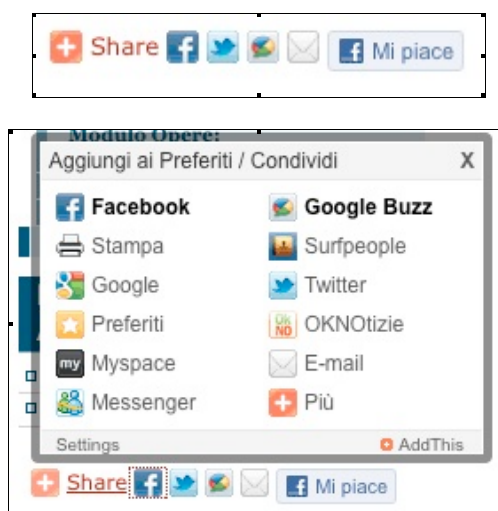 Share Mi piace
Modulo Opere:
Aggiungi ai Preferiti / Condividi X
Facebook Google Buzz
Stampa Surfpeople
Google Twitter
Preferiti OKNOtizie
my Myspace E-mail
Messenger Più
Settings AddThis
Share Mi piace